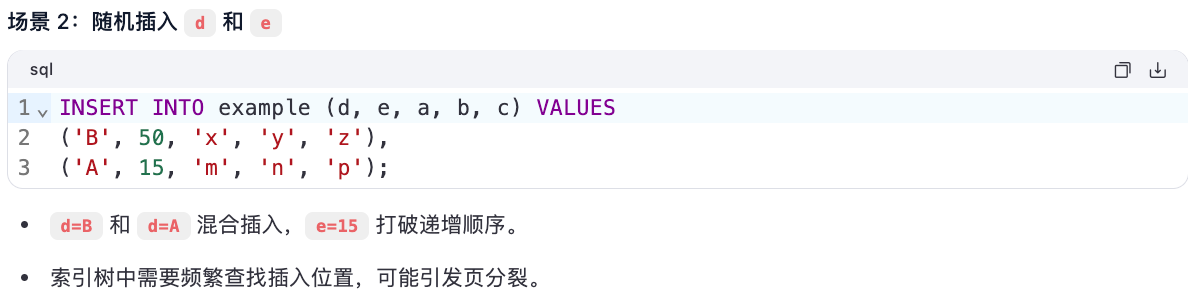 场景 2：随机插入 d 和 e
sql
1 INSERT INTO example (d, e, a, b, c) VALUES
2 ('B', 50, 'x', 'y', 'z'),
3 ('A', 15, 'm', 'n', 'p');
• d=B 和 d=A 混合插入，e=15 打破递增顺序。
• 索引树中需要频繁查找插入位置，可能引发页分裂。